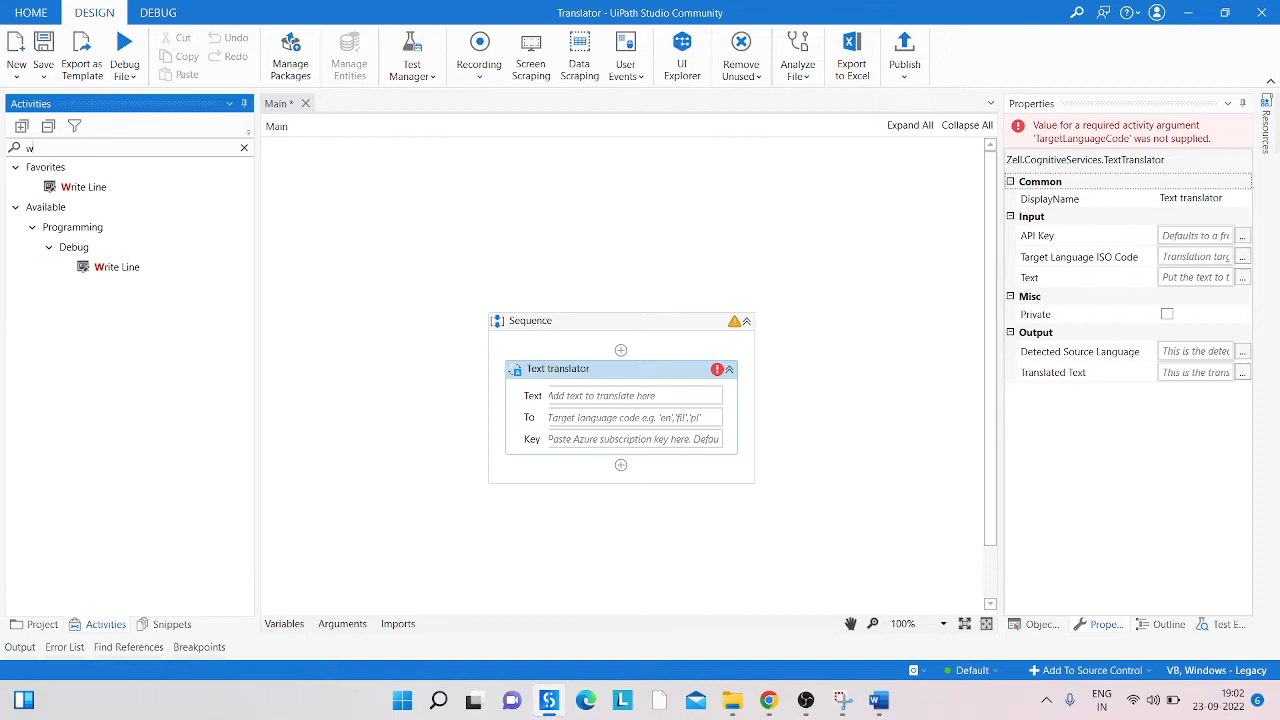 HOME DESIGN DEBUG Translator - UiPath Studio Community
New Save Export as Template Debug File Cut Copy Paste Undo Redo Manage Packages Manage Entities Test Manager Recording Screen Scraping Data Scraping User Events UI Explorer Remove Unused Analyze File Export to Excel Publish
Activities
w
Favorites
Write Line
Available
Programming
Debug
Write Line
Main *
Main
Expand All Collapse All
Sequence
Text translator
Text Add text to translate here
To Target language code e.g. 'en','fil','pl'
Key Paste Azure subscription key here. Defau
Properties
Value for a required activity argument
'TargetLanguageCode' was not supplied.
Zell.CognitiveServices.TextTranslator
Common
DisplayName Text translator
Input
API Key Defaults to a fre ...
Target Language ISO Code Translation targ ...
Text Put the text to t ...
Misc
Private
Output
Detected Source Language This is the dete ...
Translated Text This is the trans ...
Resources
Project Activities Snippets
Variables Arguments Imports 100%
Objec... Prope... Outline Test E...
Output Error List Find References Breakpoints
Default Add To Source Control VB, Windows - Legacy
ENG
IN
19:02
23-09-2022
6